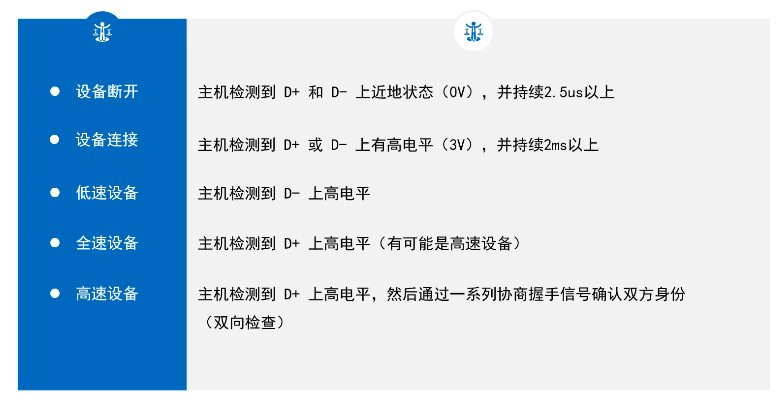 设备断开 主机检测到 D+ 和 D- 上近地状态（0V），并持续2.5us以上
设备连接 主机检测到 D+ 或 D- 上有高电平（3V），并持续2ms以上
低速设备 主机检测到 D- 上高电平
全速设备 主机检测到 D+ 上高电平（有可能是高速设备）
高速设备 主机检测到 D+ 上高电平，然后通过一系列协商握手信号确认双方身份
（双向检查）